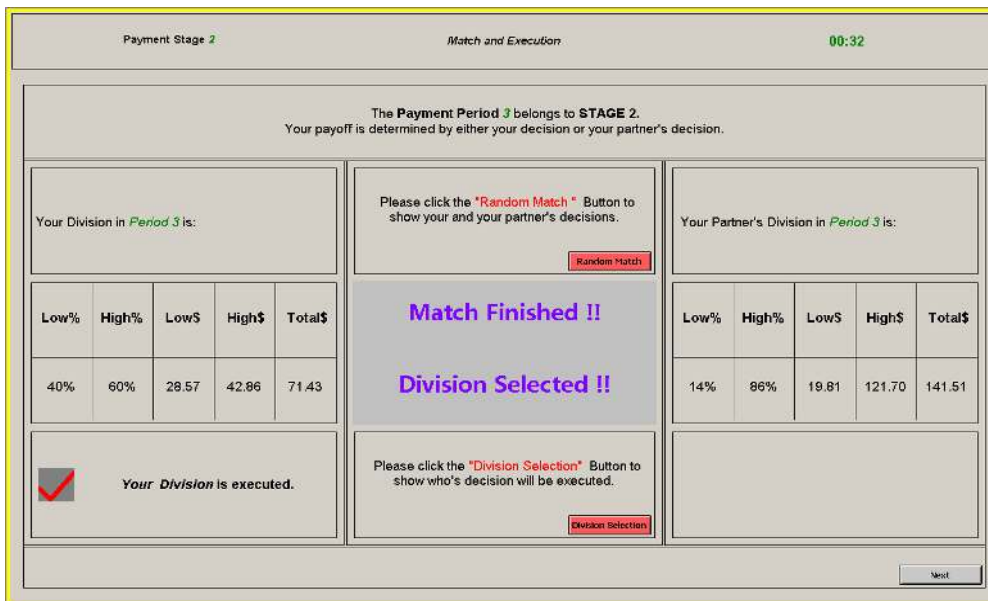 Payment Stage 2
Match and Execution
00:32
The Payment Period 3 belongs to STAGE 2.
Your payoff is determined by either your decision or your partner's decision.
Your Division in Period 3 is:
Please click the "Random Match " Button to
show your and your partner's decisions.
Random Match
Your Partner's Division in Period 3 is:
Low% High% Low$ High$ Total$
40% 60% 28.57 42.86 71.43
Match Finished !!
Division Selected !!
Low% High% Low$ High$ Total$
14% 86% 19.81 121.70 141.51
Your Division is executed.
Please click the "Division Selection" Button to
show who's decision will be executed.
Division Selection
Next